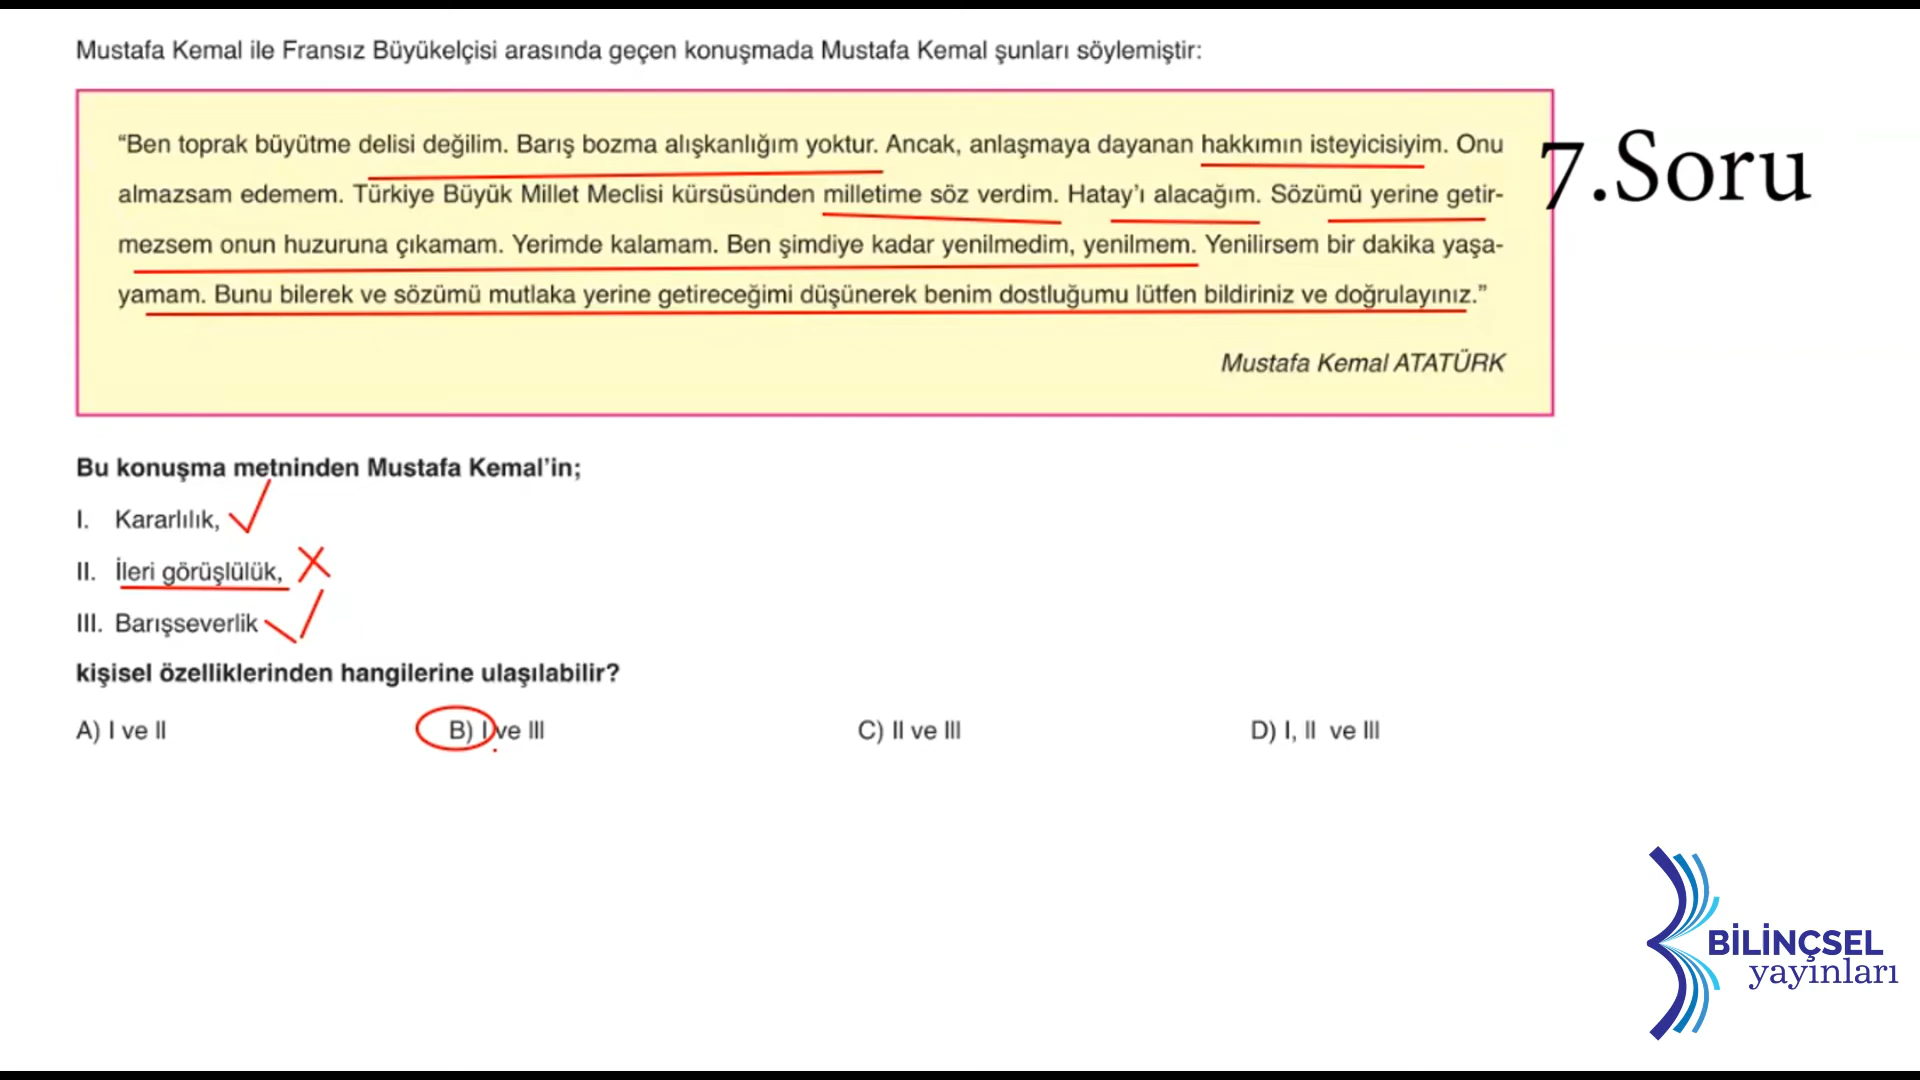 Mustafa Kemal ile Fransız Büyükelçisi arasında geçen konuşmada Mustafa Kemal şunları söylemiştir:
“Ben toprak büyütme delisi değilim. Barış bozma alışkanlığım yoktur. Ancak, anlaşmaya dayanan hakkımın isteyicisiyim. Onu
almazsam edemem. Türkiye Büyük Millet Meclisi kürsüsünden milletime söz verdim. Hatay’ı alacağım. Sözümü yerine getir-
mezsem onun huzuruna çıkamam. Yerimde kalamam. Ben şimdiye kadar yenilmedim, yenilmem. Yenilirsem bir dakika yaşa-
yamam. Bunu bilerek ve sözümü mutlaka yerine getireceğimi düşünerek benim dostluğumu lütfen bildiriniz ve doğrulayınız.”
Mustafa Kemal ATATÜRK
7.Soru
Bu konuşma metninden Mustafa Kemal’in;
I. Kararlılık,
II. İleri görüşlülük,
III. Barışseverlik
kişisel özelliklerinden hangilerine ulaşılabilir?
A) I ve II
B) I ve III
C) II ve III
D) I, II ve III
BİLİNÇSEL
yayınları